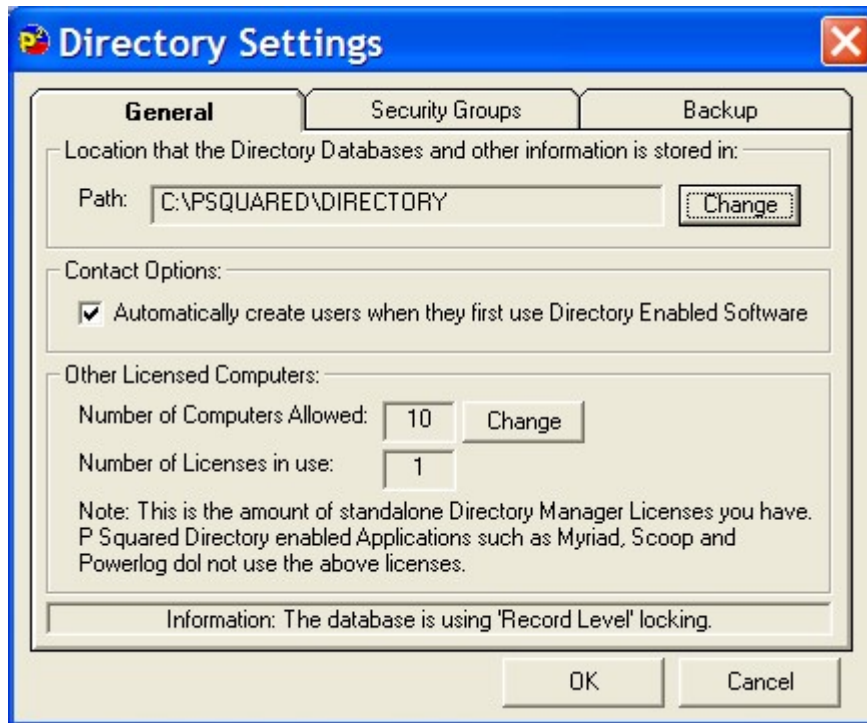 P² Directory Settings
General Security Groups Backup
Location that the Directory Databases and other information is stored in:
Path: C:\PSQUARED\DIRECTORY Change
Contact Options:
Automatically create users when they first use Directory Enabled Software
Other Licensed Computers:
Number of Computers Allowed: 10 Change
Number of Licenses in use: 1
Note: This is the amount of standalone Directory Manager Licenses you have.
P Squared Directory enabled Applications such as Myriad, Scoop and
Powerlog dol not use the above licenses.
Information: The database is using 'Record Level' locking.
OK Cancel